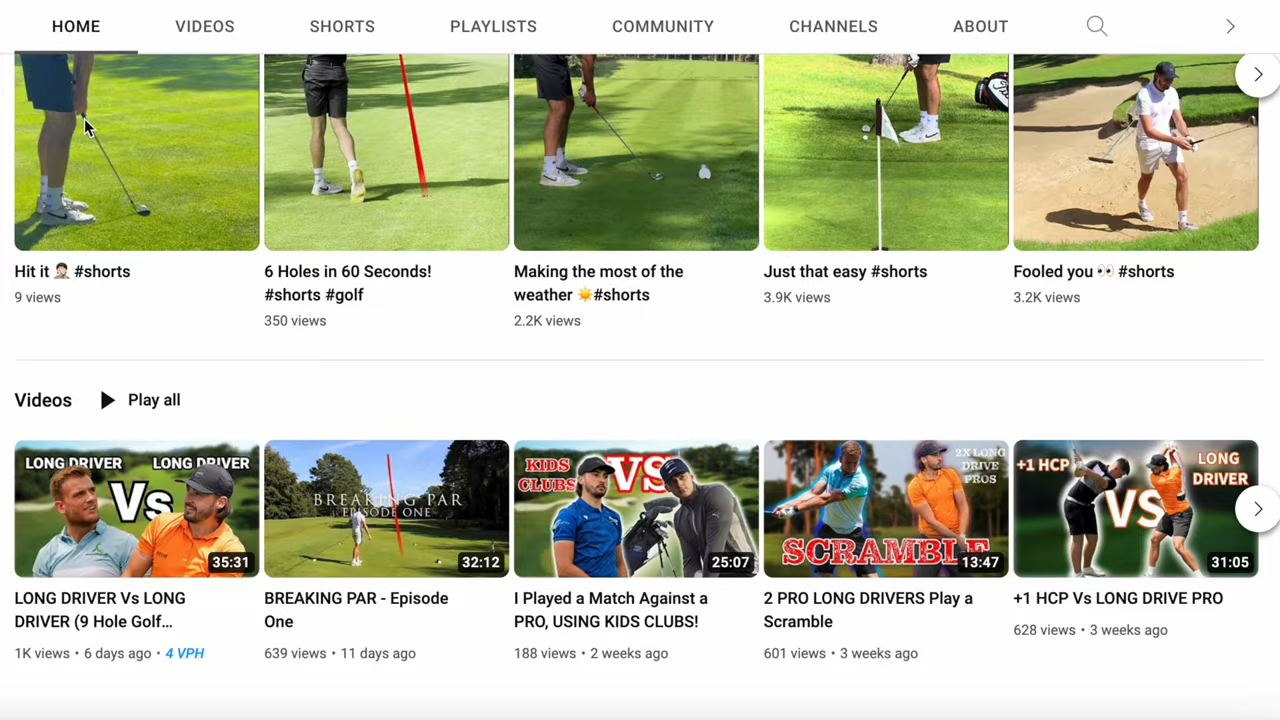 HOME VIDEOS SHORTS PLAYLISTS COMMUNITY CHANNELS ABOUT
Hit it 🏌🏻 #shorts
9 views
6 Holes in 60 Seconds!
#shorts #golf
350 views
Making the most of the
weather ☀️#shorts
2.2K views
Just that easy #shorts
3.9K views
Fooled you 👀 #shorts
3.2K views
Videos Play all
LONG DRIVER LONG DRIVER
Vs
35:31
LONG DRIVER Vs LONG
DRIVER (9 Hole Golf...
1K views • 6 days ago • 4 VPH
BREAKING PAR
EPISODE ONE
32:12
BREAKING PAR - Episode
One
639 views • 11 days ago
KIDS
CLUBS
VS
25:07
I Played a Match Against a
PRO, USING KIDS CLUBS!
188 views • 2 weeks ago
2X LONG
DRIVE
PROS
SCRAMBLE
13:47
2 PRO LONG DRIVERS Play a
Scramble
601 views • 3 weeks ago
+1 HCP
VS
LONG
DRIVER
31:05
+1 HCP Vs LONG DRIVE PRO
628 views • 3 weeks ago